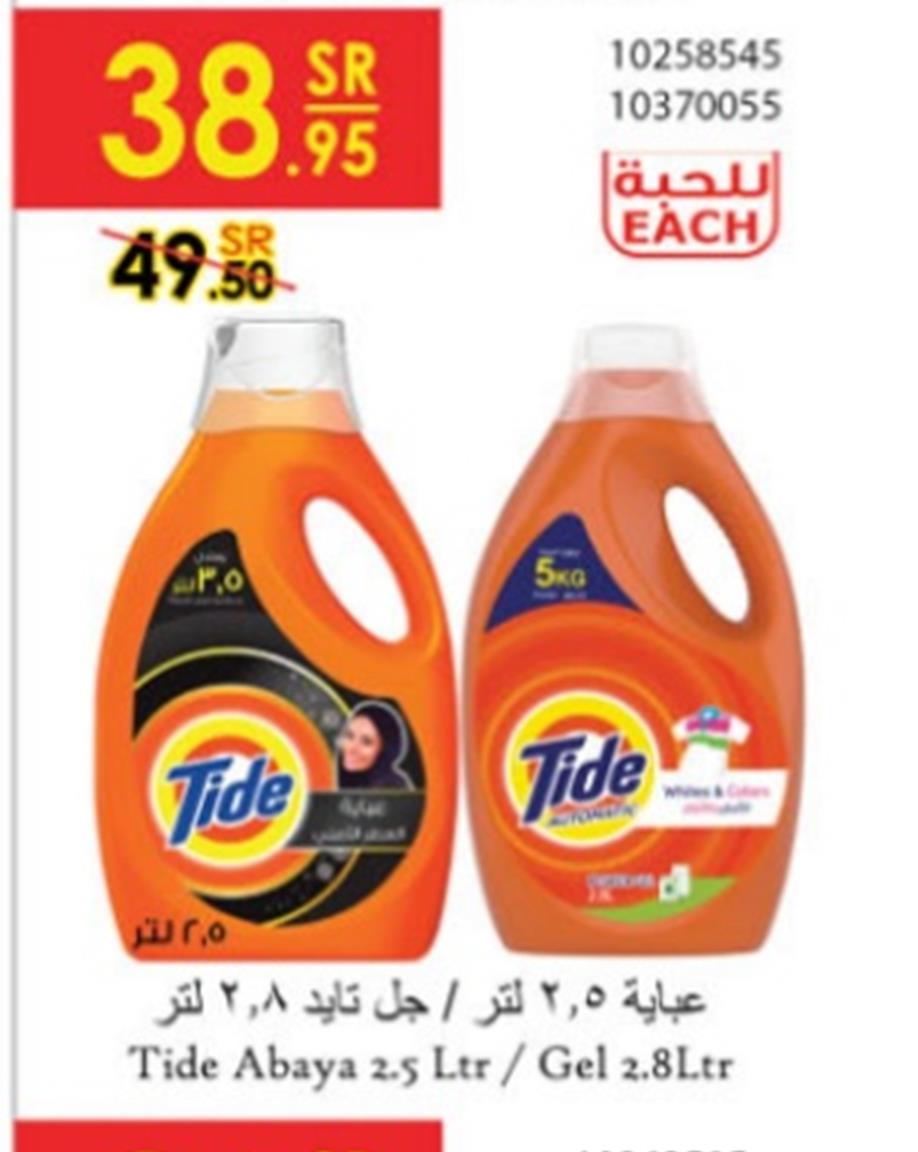 38.95 SR
10258545
10370055
للحبة
EACH
49.50 SR
٣,٥ لتر
5KG
Tide
عباية
Tide
AUTOMATIC
Whites & Colors
٢,٥ لتر
عباية ٢,٥ لتر / جل تايد ٢,٨ لتر
Tide Abaya 2.5 Ltr / Gel 2.8Ltr